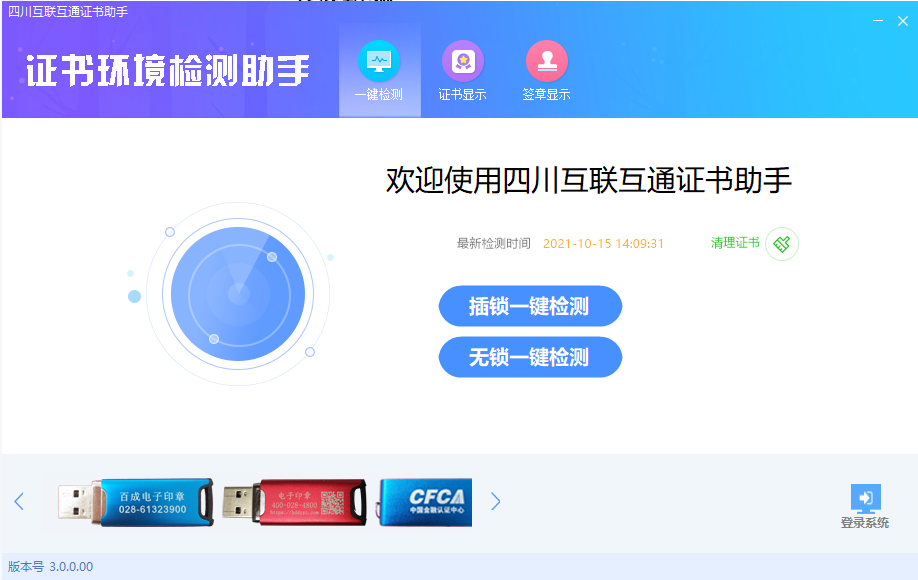 四川互联互通证书助手
证书环境检测助手
一键检测
证书显示
签章显示
欢迎使用四川互联互通证书助手
最新检测时间 2021-10-15 14:09:31
清理证书
插锁一键检测
无锁一键检测
百成电子印章
028-61323900
电子印章
400-028-4800
CFCA
中国金融认证中心
登录系统
版本号 3.0.0.00